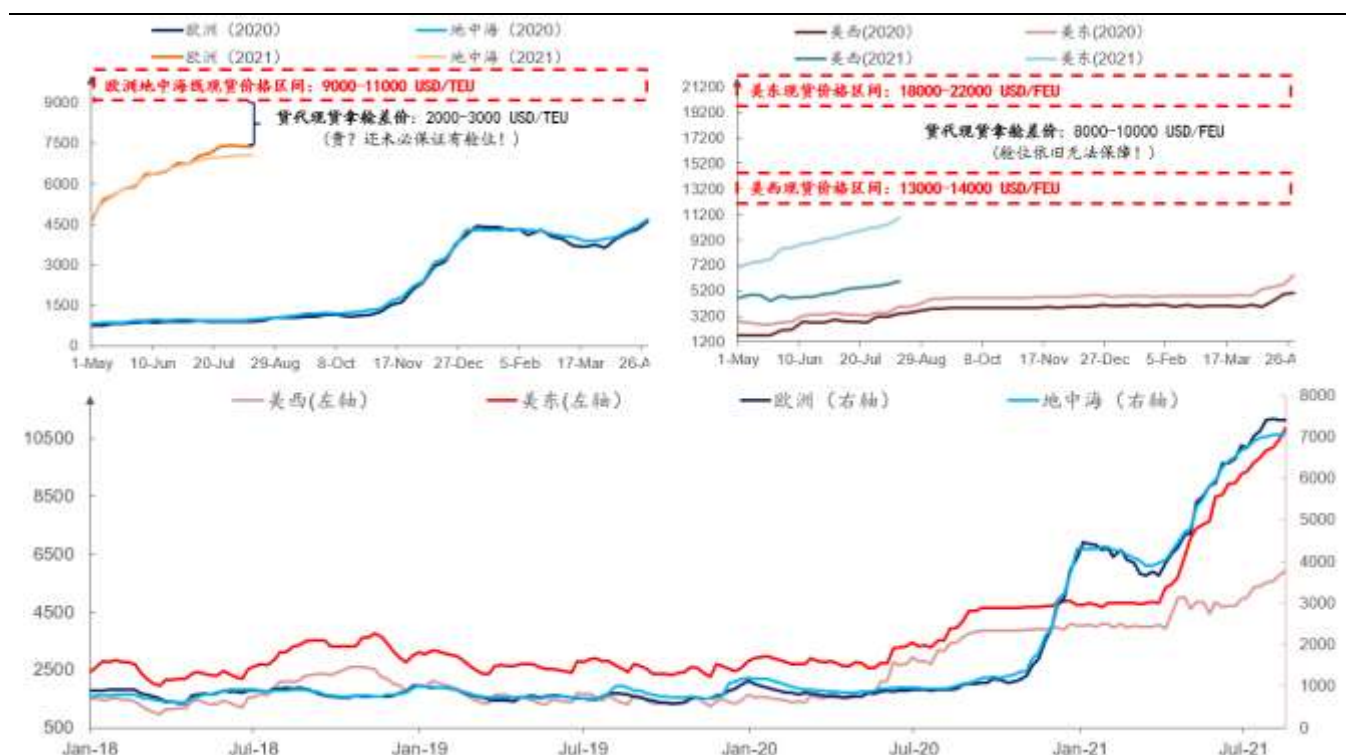 欧洲（2020） 地中海（2020）
欧洲（2021） 地中海（2021）
欧洲地中海线现货价格区间：9000-11000 USD/TEU
货代现货拿舱差价：2000-3000 USD/TEU
(贵？还未必保证有舱位！)
9000
7500
6000
4500
3000
1500
0
1-May 10-Jun 20-Jul 29-Aug 8-Oct 17-Nov 27-Dec 5-Feb 17-Mar 26-A
美西(2020) 美东(2020)
美西(2021) 美东(2021)
美东现货价格区间：18000-22000 USD/FEU
货代现货拿舱差价：8000-10000 USD/FEU
(舱位依旧无法保障！)
美西现货价格区间：13000-14000 USD/FEU
21200
19200
17200
15200
13200
11200
9200
7200
5200
3200
1200
1-May 10-Jun 20-Jul 29-Aug 8-Oct 17-Nov 27-Dec 5-Feb 17-Mar 26-A
美西(左轴) 美东(左轴) 欧洲（右轴） 地中海（右轴）
10500
8500
6500
4500
2500
500
8000
7000
6000
5000
4000
3000
2000
1000
0
Jan-18 Jul-18 Jan-19 Jul-19 Jan-20 Jul-20 Jan-21 Jul-21